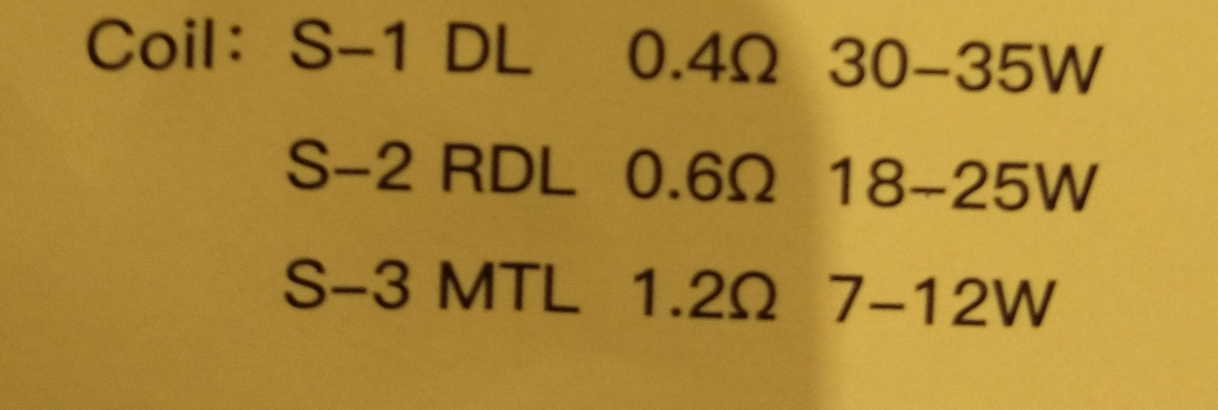 Coil: S-1 DL 0.4Ω 30-35W
S-2 RDL 0.6Ω 18-25W
S-3 MTL 1.2Ω 7-12W